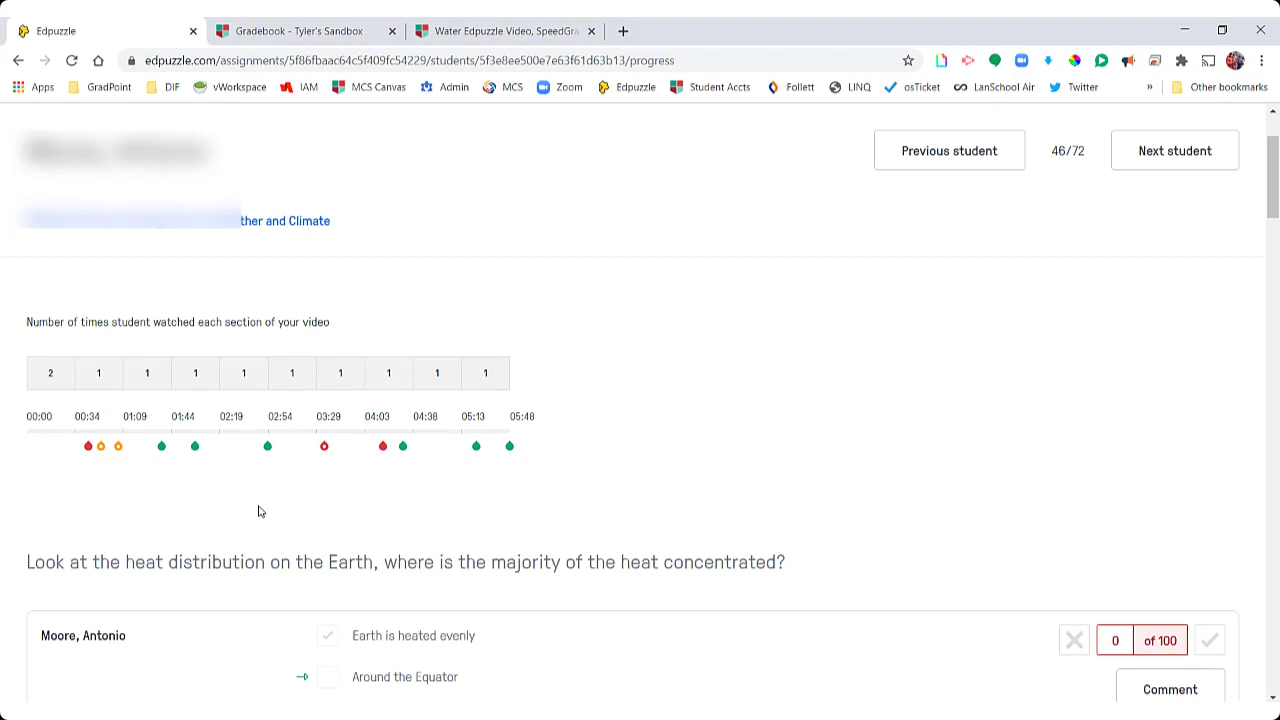 Edpuzzle
Gradebook - Tyler's Sandbox
Water Edpuzzle Video, SpeedGra
edpuzzle.com/assignments/5f6fbaac64c5f409fc54229/students/5f3e8be500e7e63f61d63b13/progress
Apps GradPoint DIF vWorkspace IAM MCS Canvas Admin MCS Zoom Edpuzzle Student Accts Follett LINQ osTicket LanSchool Air Twitter » Other bookmarks
Previous student 46/72 Next student
ther and Climate
Number of times student watched each section of your video
2 1 1 1 1 1 1 1 1 1
00:00 00:34 01:09 01:44 02:19 02:54 03:29 04:03 04:38 05:13 05:48
Look at the heat distribution on the Earth, where is the majority of the heat concentrated?
Moore, Antonio Earth is heated evenly 0 of 100
Around the Equator
Comment